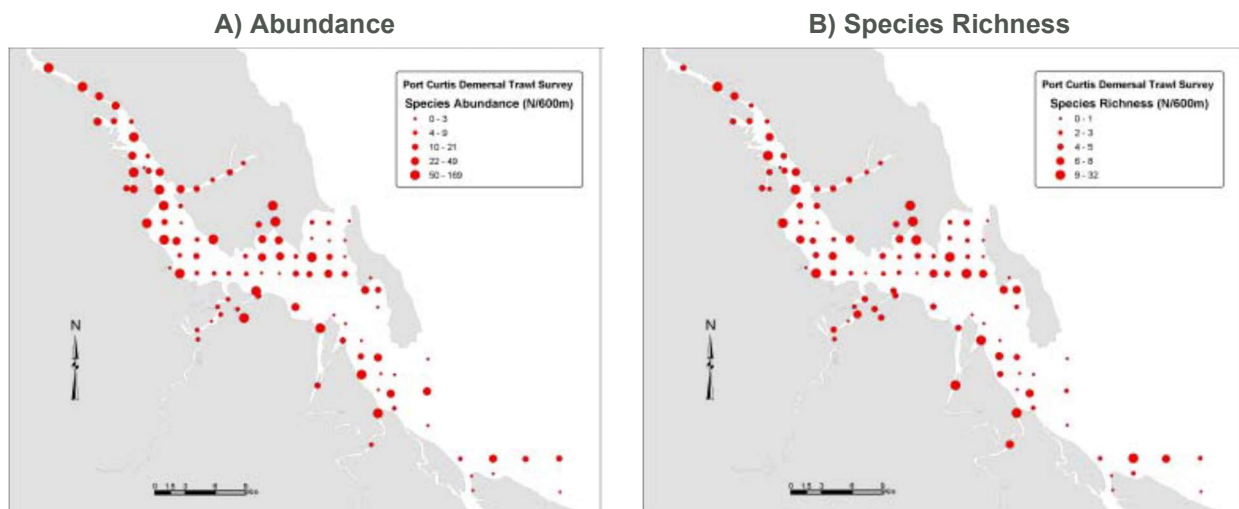 A) Abundance
Port Curtis Demersal Trawl Survey
Species Abundance (N/600m)
0 - 3
4 - 9
10 - 21
22 - 49
50 - 169
N
B) Species Richness
Port Curtis Demersal Trawl Survey
Species Richness (N/600m)
0 - 1
2 - 3
4 - 5
6 - 8
9 - 32
N